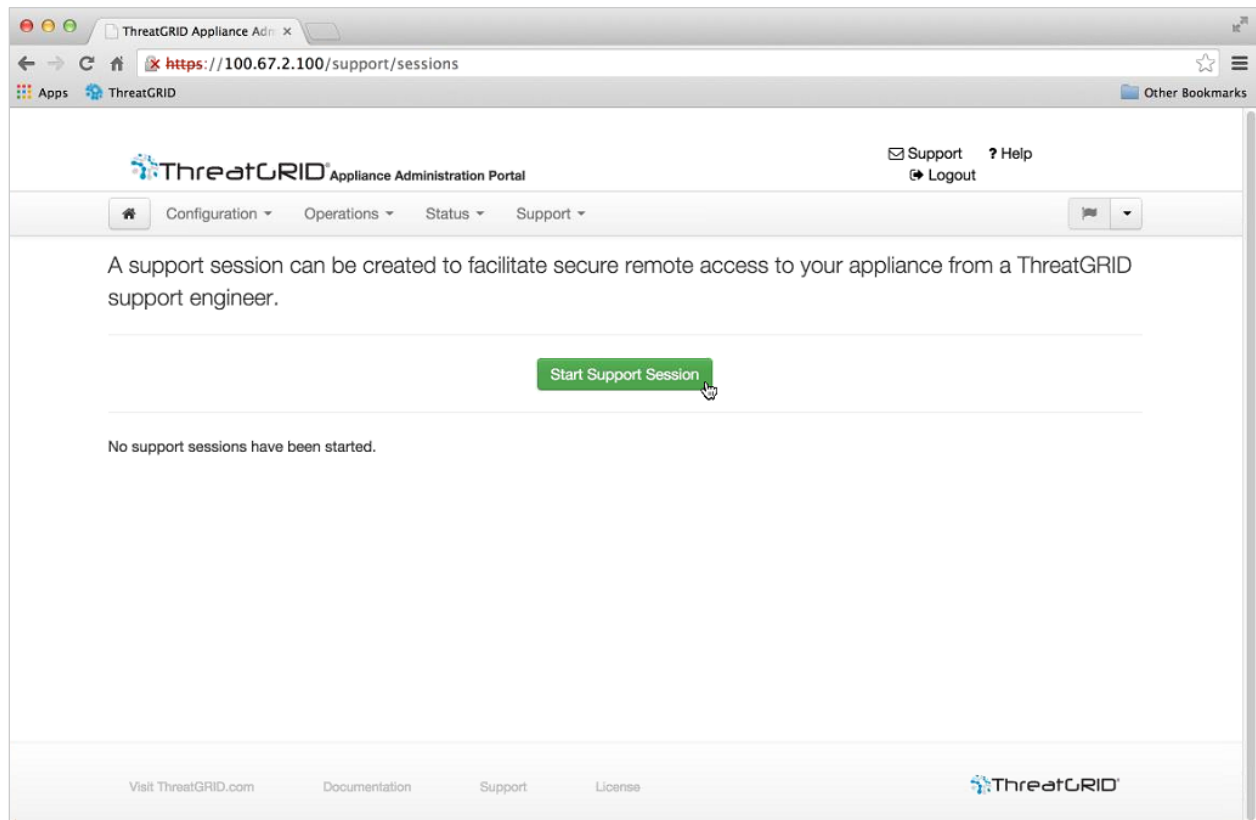 ThreatGRID Appliance Adm
https://100.67.2.100/support/sessions
Apps ThreatGRID Other Bookmarks
ThreatGRID® Appliance Administration Portal
Support ? Help
Logout
Configuration Operations Status Support
A support session can be created to facilitate secure remote access to your appliance from a ThreatGRID
support engineer.
Start Support Session
No support sessions have been started.
Visit ThreatGRID.com Documentation Support License ThreatGRID®